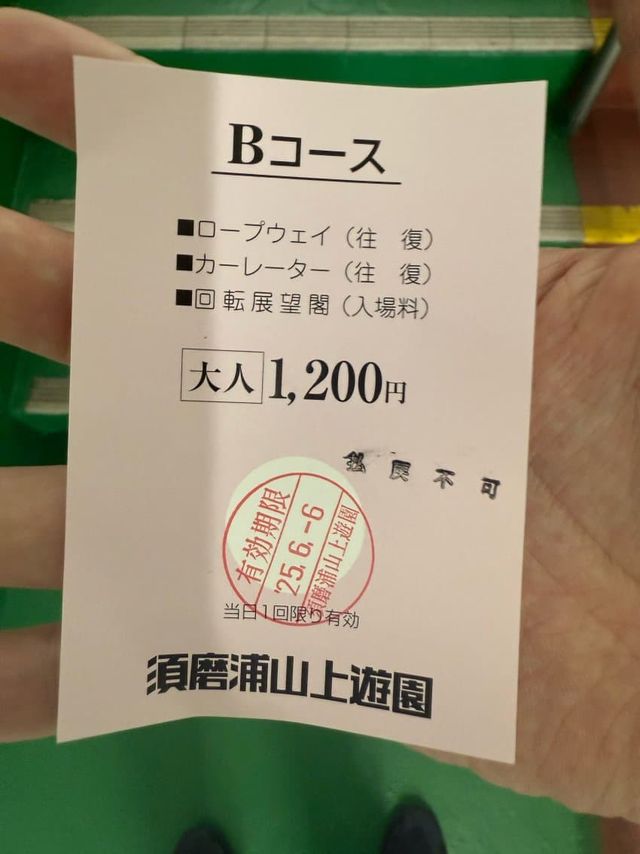 Bコース
■ロープウェイ（往　復）
■カーレーター（往　復）
■回転展望閣（入場料）
大人 1,200円
払戻不可
有効期限
'25.6.-6
須磨浦山上遊園
当日1回限り有効
須磨浦山上遊園